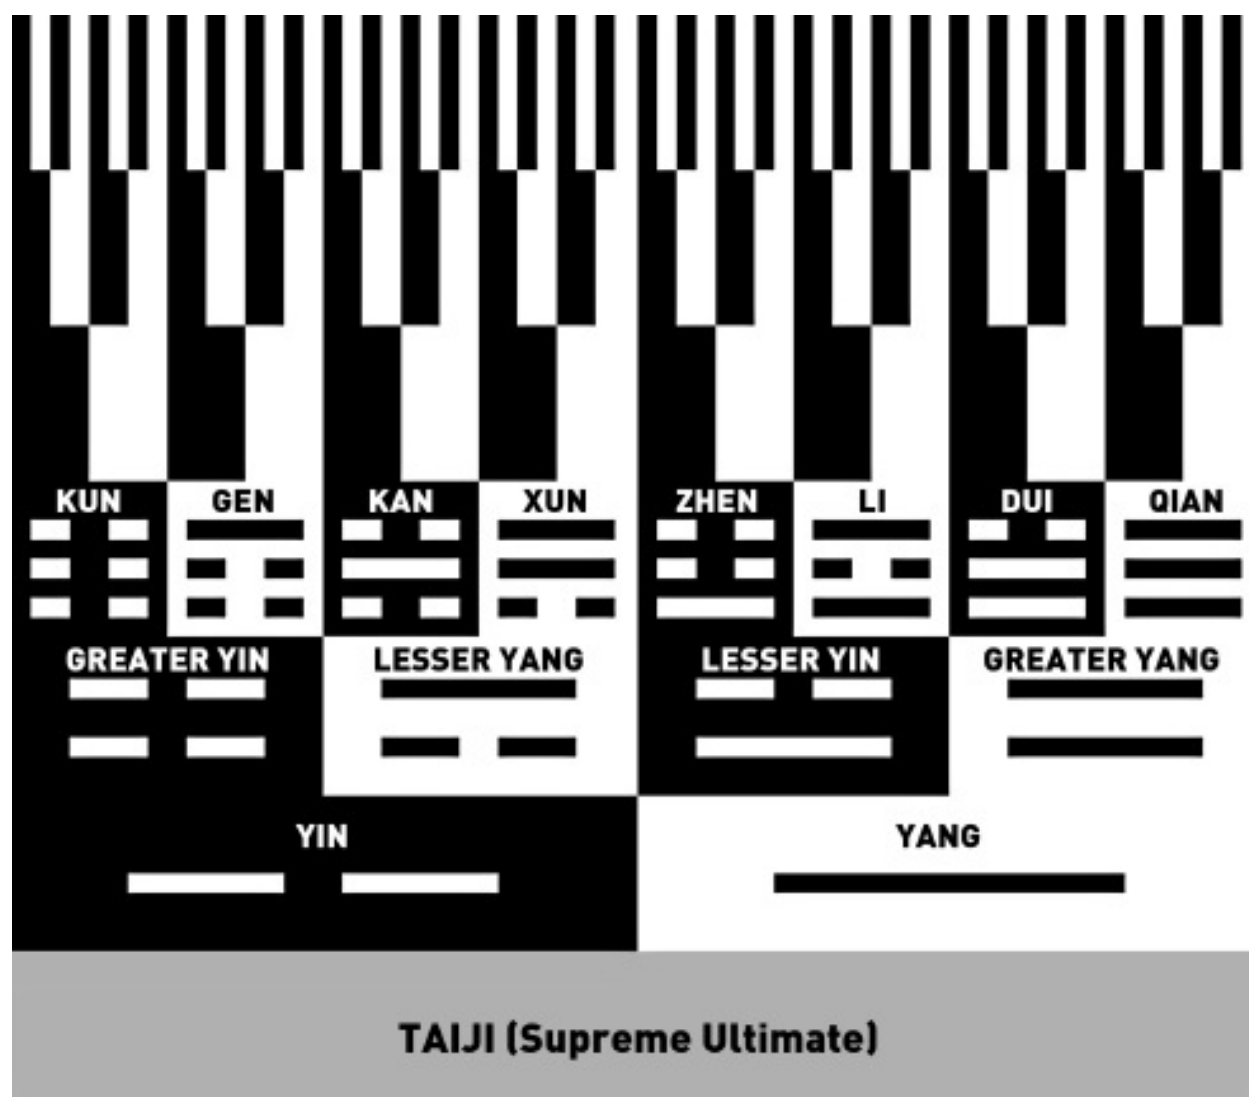 KUN GEN KAN XUN ZHEN LI DUI QIAN
GREATER YIN LESSER YANG LESSER YIN GREATER YANG
YIN YANG
TAIJI (Supreme Ultimate)